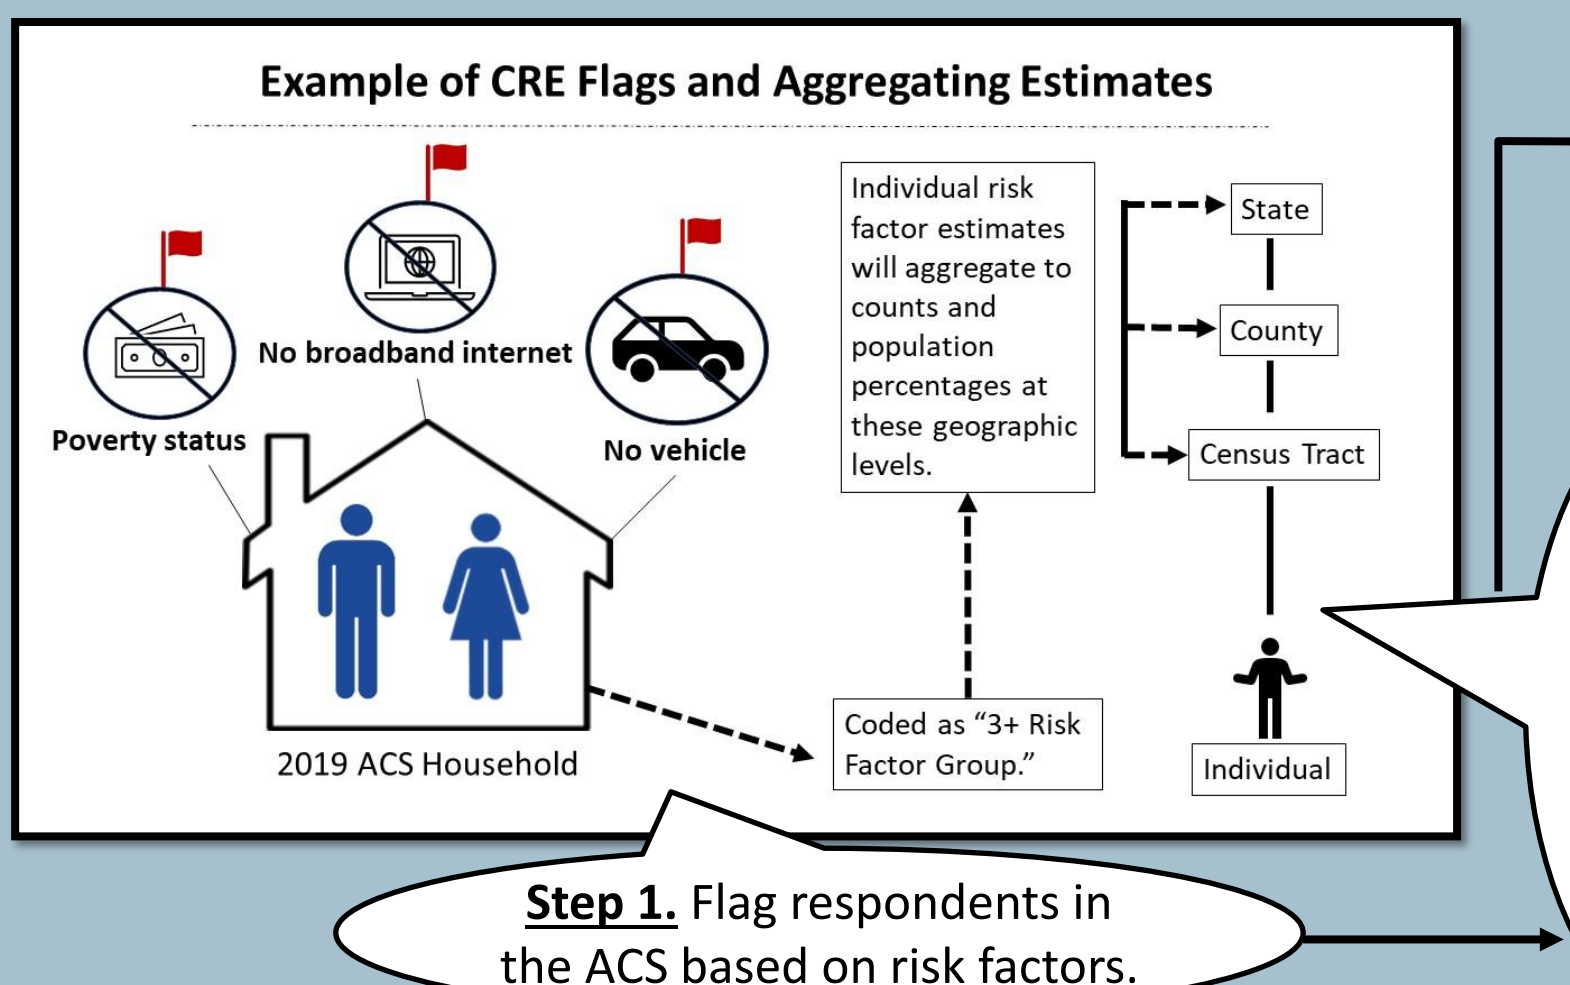 Example of CRE Flags and Aggregating Estimates
No broadband internet
Poverty status
No vehicle
2019 ACS Household
Individual risk
factor estimates
will aggregate to
counts and
population
percentages at
these geographic
levels.
Coded as “3+ Risk
Factor Group.”
State
County
Census Tract
Individual
Step 1. Flag respondents in
the ACS based on risk factors.